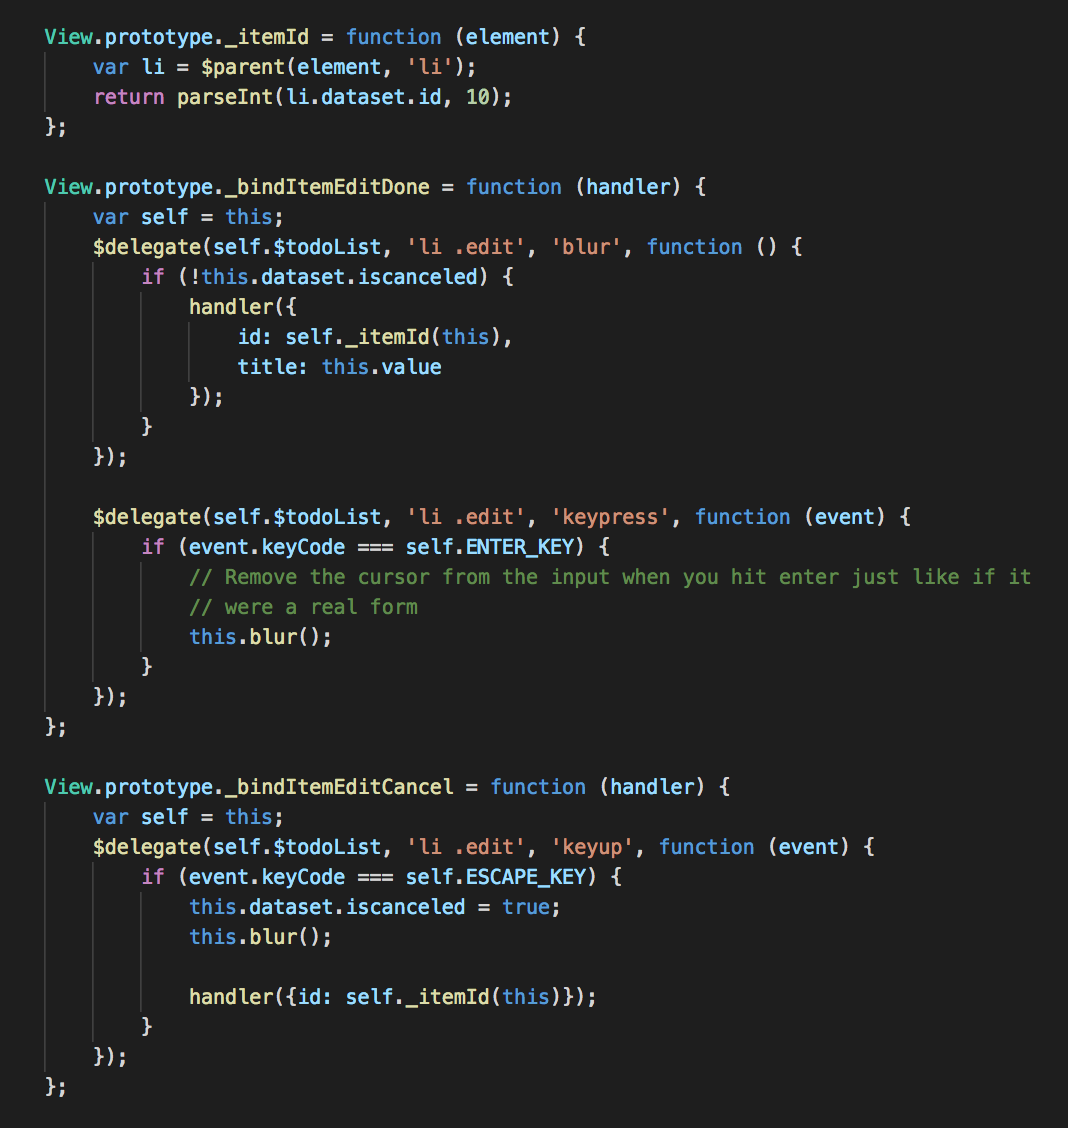 View.prototype._itemId = function (element) {
    var li = $parent(element, 'li');
    return parseInt(li.dataset.id, 10);
};

View.prototype._bindItemEditDone = function (handler) {
    var self = this;
    $delegate(self.$todoList, 'li .edit', 'blur', function () {
        if (!this.dataset.iscanceled) {
            handler({
                id: self._itemId(this),
                title: this.value
            });
        }
    });

    $delegate(self.$todoList, 'li .edit', 'keypress', function (event) {
        if (event.keyCode === self.ENTER_KEY) {
            // Remove the cursor from the input when you hit enter just like if it
            // were a real form
            this.blur();
        }
    });
};

View.prototype._bindItemEditCancel = function (handler) {
    var self = this;
    $delegate(self.$todoList, 'li .edit', 'keyup', function (event) {
        if (event.keyCode === self.ESCAPE_KEY) {
            this.dataset.iscanceled = true;
            this.blur();

            handler({id: self._itemId(this)});
        }
    });
};